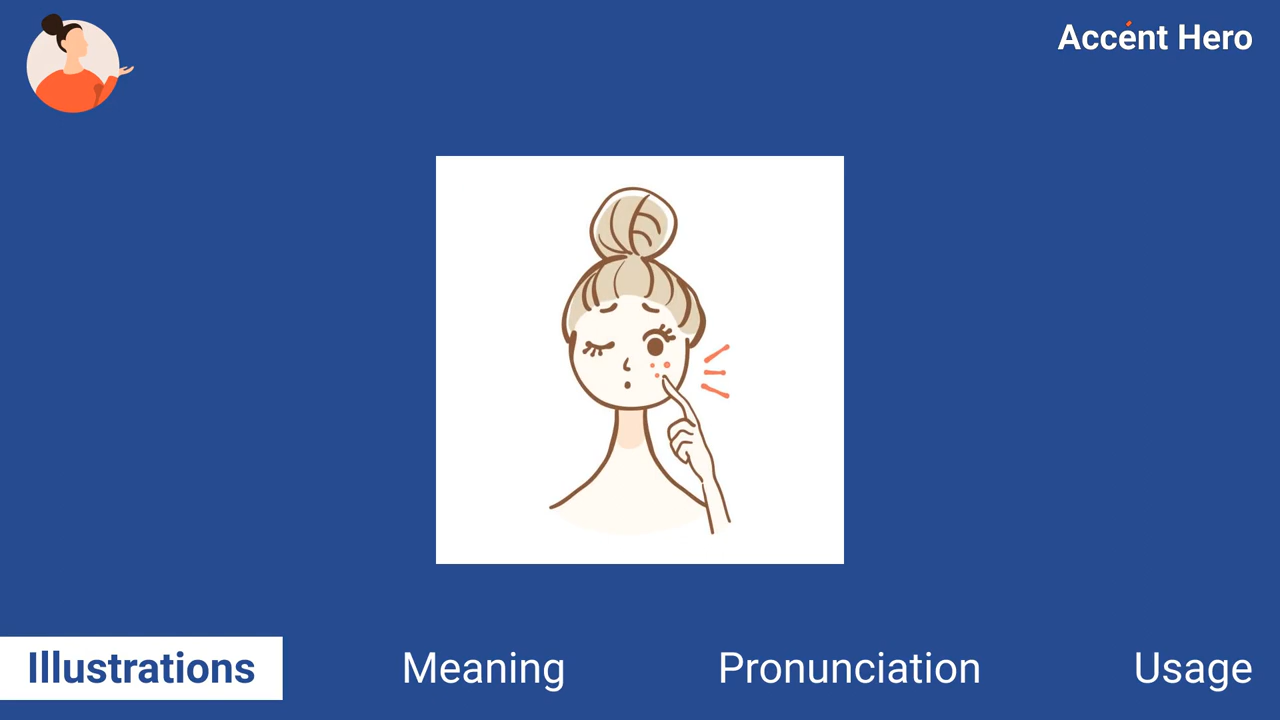 Accent Hero
Illustrations
Meaning
Pronunciation
Usage